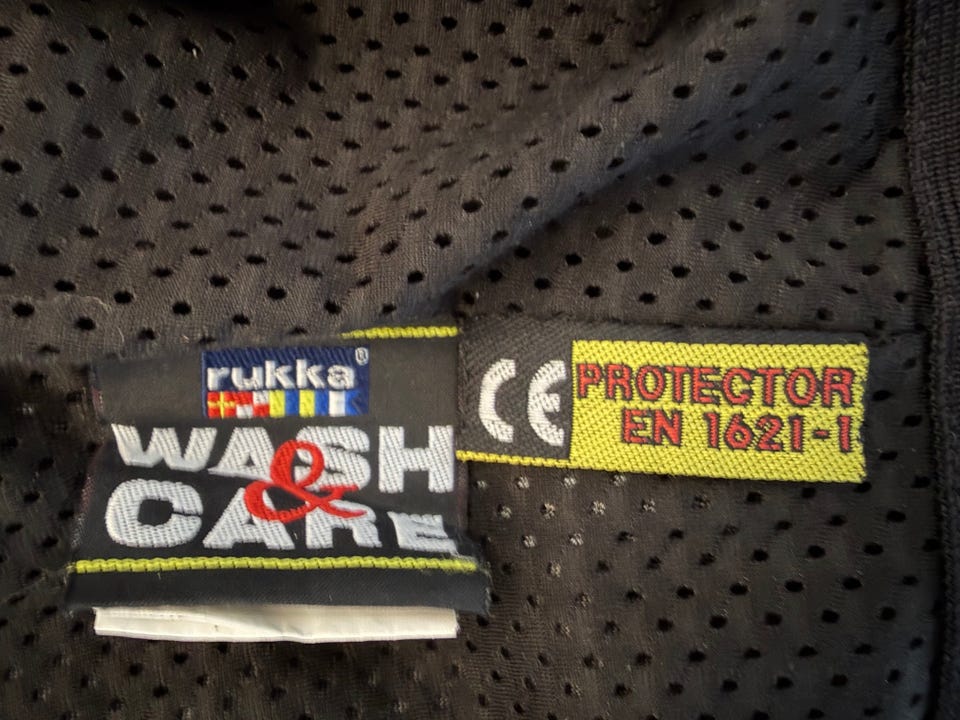 rukka®
WASH
&
CARE
CE
PROTECTOR
EN 1621-1